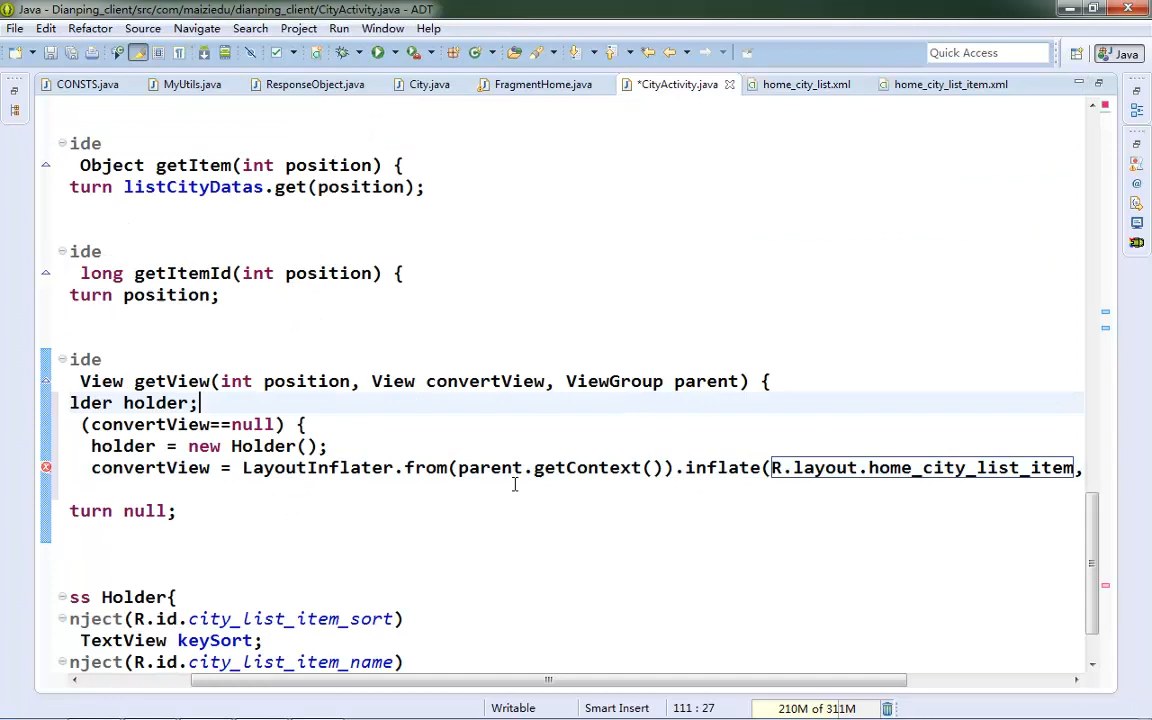 Java - Dianping_client/src/com/maiziedu/dianping_client/CityActivity.java - ADT
File Edit Refactor Source Navigate Search Project Run Window Help
Quick Access
Java
CONSTS.java MyUtils.java ResponseObject.java City.java FragmentHome.java *CityActivity.java home_city_list.xml home_city_list_item.xml
ide
Object getItem(int position) {
turn listCityDatas.get(position);
ide
long getItemId(int position) {
turn position;
ide
View getView(int position, View convertView, ViewGroup parent) {
lder holder;
(convertView==null) {
holder = new Holder();
convertView = LayoutInflater.from(parent.getContext()).inflate(R.layout.home_city_list_item,
turn null;
ss Holder{
nject(R.id.city_list_item_sort)
TextView keySort;
nject(R.id.city_list_item_name)
Writable Smart Insert 111 : 27 210M of 311M